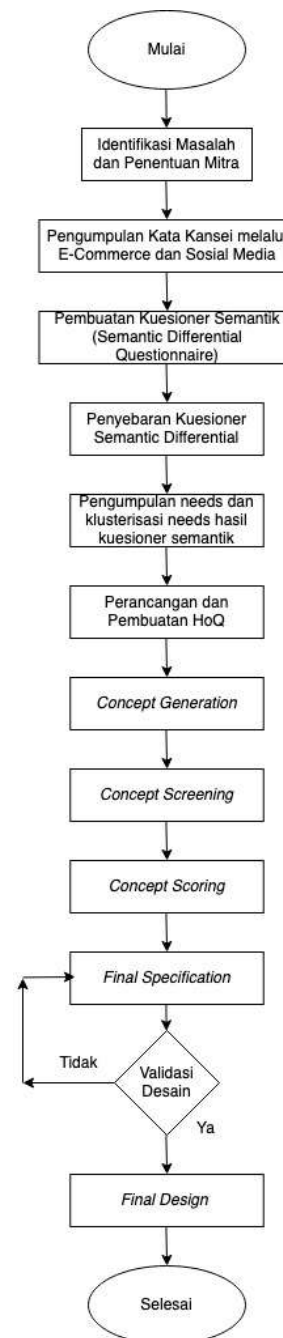 Mulai
Identifikasi Masalah
dan Penentuan Mitra
Pengumpulan Kata Kansei melalu
E-Commerce dan Sosial Media
Pembuatan Kuesioner Semantik
(Semantic Differential
Questionnaire)
Penyebaran Kuesioner
Semantic Differential
Pengumpulan needs dan
klusterisasi needs hasil
kuesioner semantik
Perancangan dan
Pembuatan HoQ
Concept Generation
Concept Screening
Concept Scoring
Final Specification
Tidak
Validasi
Desain
Ya
Final Design
Selesai